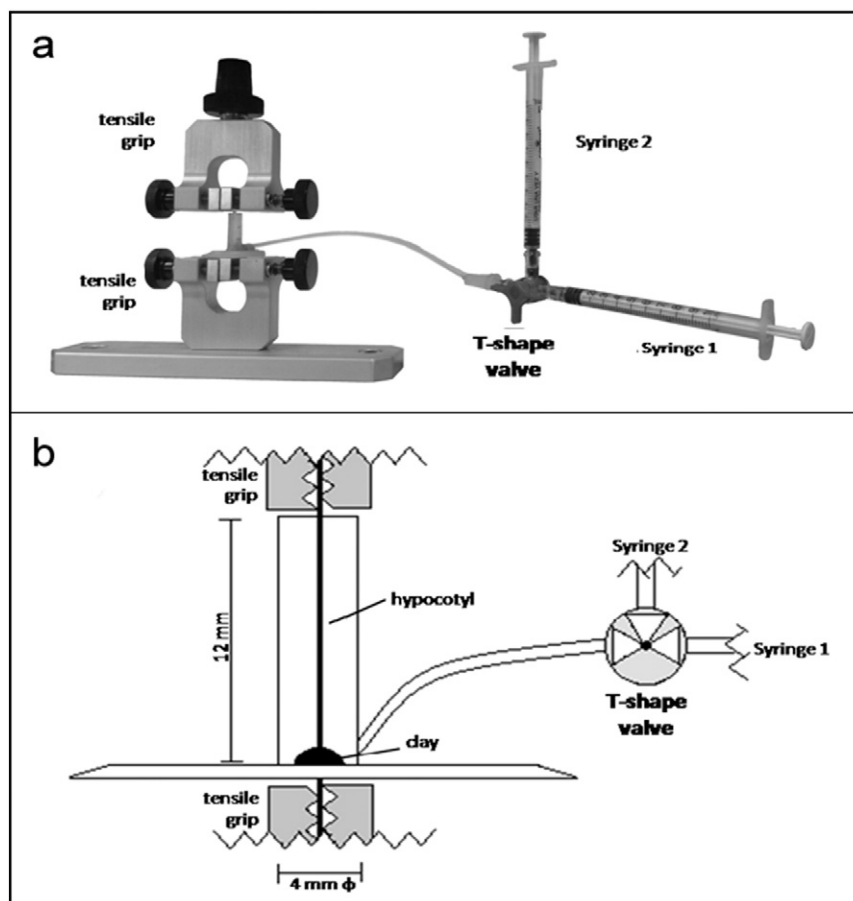 a
tensile
grip
Syringe 2
tensile
grip
T-shape
valve
Syringe 1
b
tensile
grip
Syringe 2
hypocotyl
12 mm
Syringe 1
T-shape
valve
clay
tensile
grip
4 mm ϕ